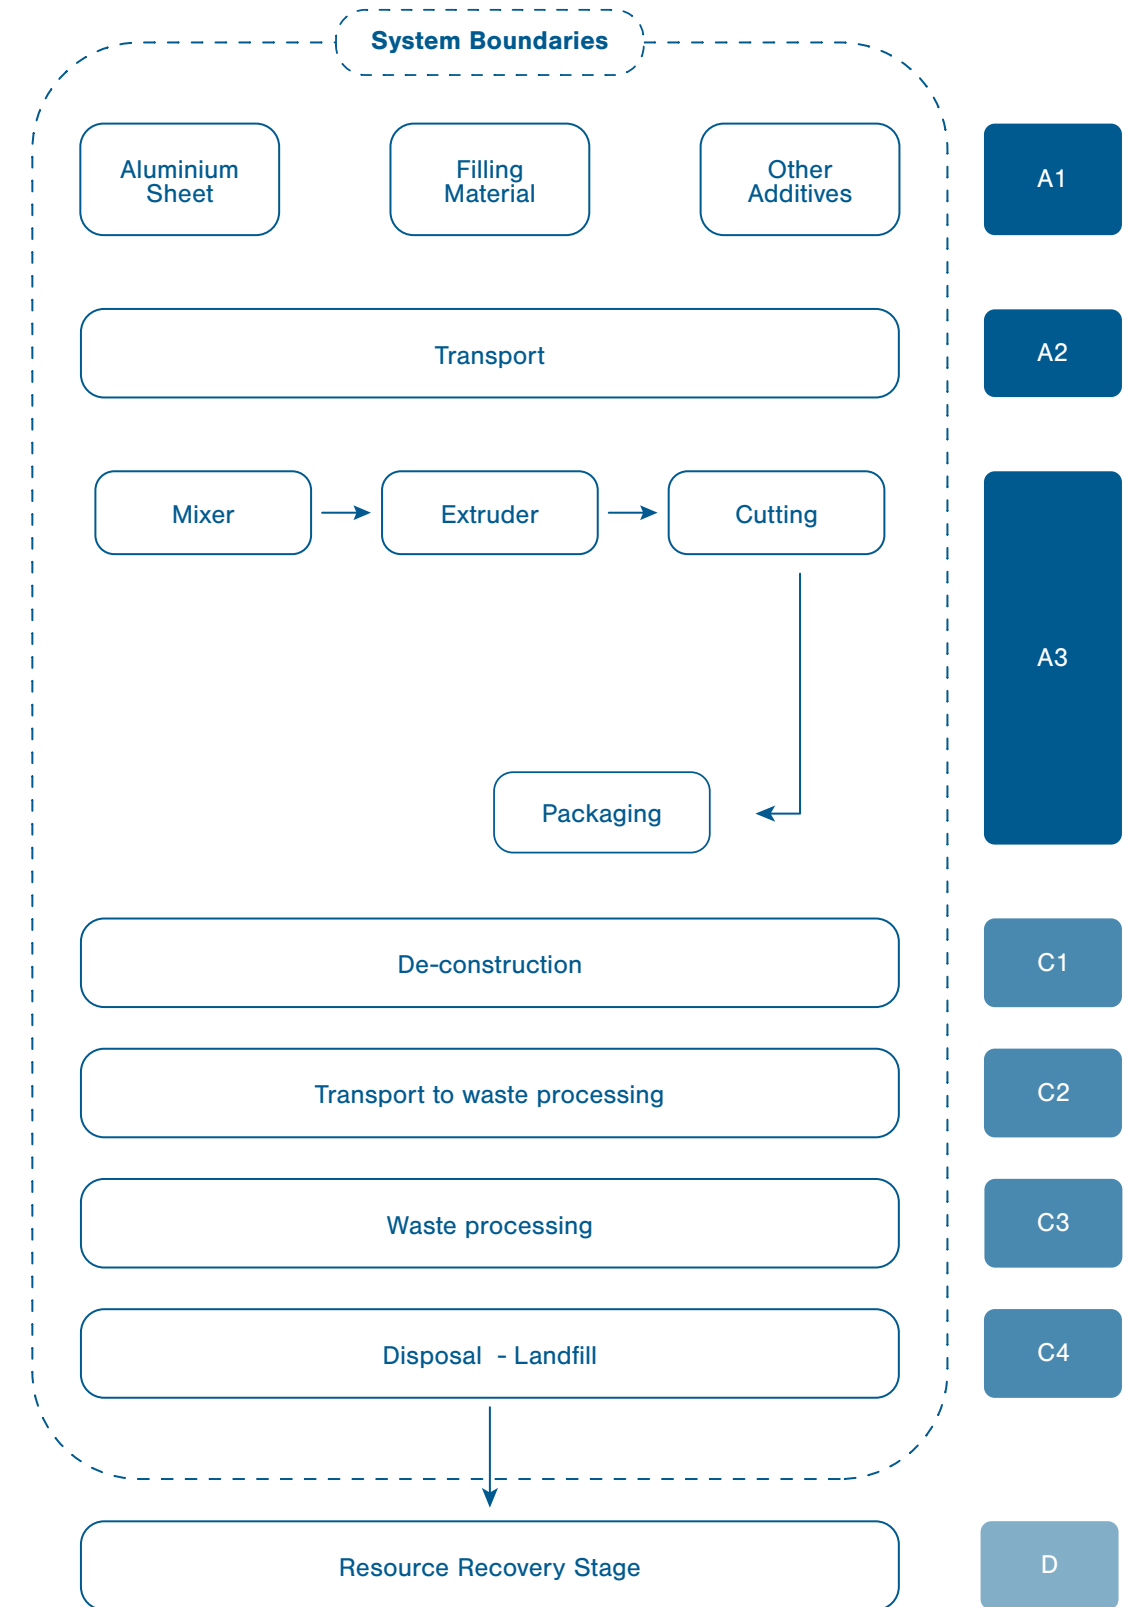 System Boundaries
Aluminium
Sheet
Filling
Material
Other
Additives
A1
Transport
A2
Mixer
Extruder
Cutting
A3
Packaging
De-construction
C1
Transport to waste processing
C2
Waste processing
C3
Disposal - Landfill
C4
Resource Recovery Stage
D